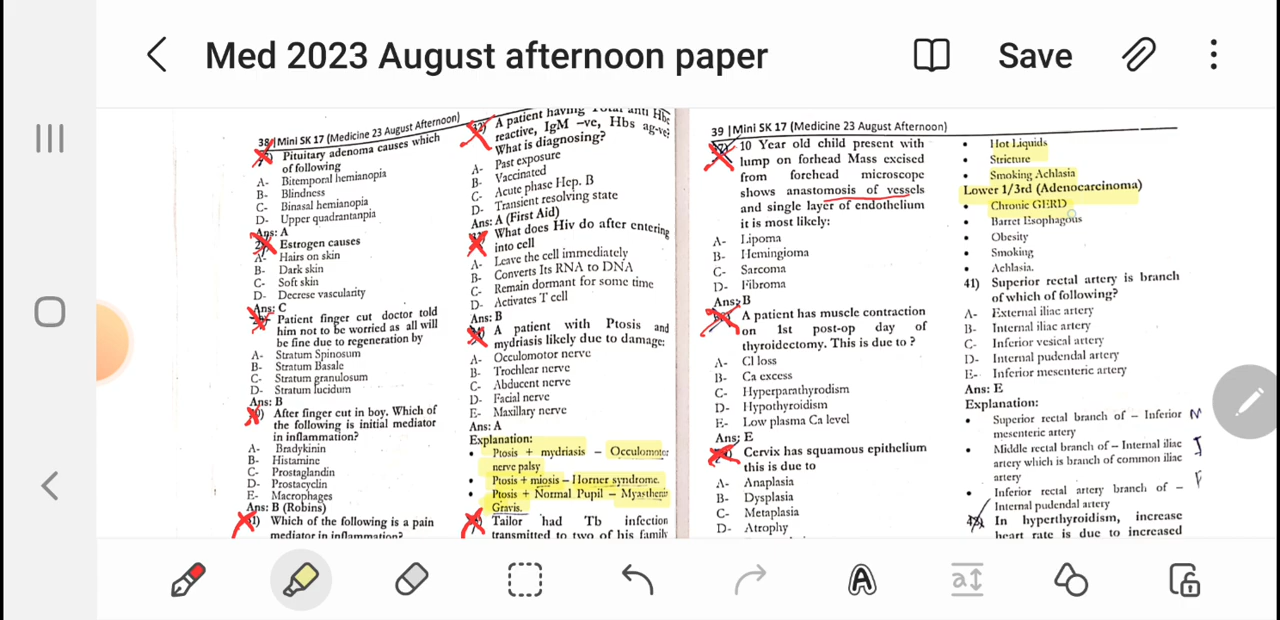 Med 2023 August afternoon paper
Save
38 | Mini SK 17 (Medicine 23 August Afternoon)
Pituitary adenoma causes which
of following
A- Bitemporal hemianopia
B- Blindness
C- Binasal hemianopia
D- Upper quadrantanpia
Ans: A
Estrogen causes
A- Hairs on skin
B- Dark skin
C- Soft skin
D- Decrese vascularity
Ans: C
Patient finger cut doctor told
him not to be worried as all will
be fine due to regeneration by
A- Stratum Spinosum
B- Stratum Basale
C- Stratum granulosum
D- Stratum lucidum
Ans: B
After finger cut in boy. Which of
the following is initial mediator
in inflammation?
A- Bradykinin
B- Histamine
C- Prostaglandin
D- Prostacyclin
E- Macrophages
Ans: B (Robins)
Which of the following is a pain
mediator in inflammation?
A patient having Total anti Hbc
reactive, IgM -ve, Hbs ag-ve?
What is diagnosing?
A- Past exposure
B- Vaccinated
C- Acute phase Hep. B
D- Transient resolving state
Ans: A (First Aid)
What does Hiv do after entering
into cell
A- Leave the cell immediately
B- Converts Its RNA to DNA
C- Remain dormant for some time
D- Activates T cell
Ans: B
A patient with Ptosis and
mydriasis likely due to damage:
A- Occulomotor nerve
B- Trochlear nerve
C- Abducent nerve
D- Facial nerve
E- Maxillary nerve
Ans: A
Explanation:
• Ptosis + mydriasis – Occulomotor
nerve palsy
• Ptosis + miosis – Horner syndrome.
• Ptosis + Normal Pupil – Myasthenia
Gravis.
Tailor had Tb infection
transmitted to two of his family
39 | Mini SK 17 (Medicine 23 August Afternoon)
10 Year old child present with
lump on forhead Mass excised
from forehead microscope
shows anastomosis of vessels
and single layer of endothelium
it is most likely:
A- Lipoma
B- Hemingioma
C- Sarcoma
D- Fibroma
Ans: B
A patient has muscle contraction
on 1st post-op day of
thyroidectomy. This is due to ?
A- Cl loss
B- Ca excess
C- Hyperparathyrodism
D- Hypothyroidism
E- Low plasma Ca level
Ans; E
Cervix has squamous epithelium
this is due to
A- Anaplasia
B- Dysplasia
C- Metaplasia
D- Atrophy
• Hot Liquids
• Stricture
• Smoking Achlasia
Lower 1/3rd (Adenocarcinoma)
• Chronic GERD
• Barret Esophagous
• Obesity
• Smoking
• Achlasia.
41) Superior rectal artery is branch
of which of following?
A- External iliac artery
B- Internal iliac artery
C- Inferior vesical artery
D- Internal pudendal artery
E- Inferior mesenteric artery
Ans: E
Explanation:
• Superior rectal branch of – Inferior
mesenteric artery
• Middle rectal branch of – Internal iliac
artery which is branch of common iliac
artery
• Inferior rectal artery branch of –
Internal pudendal artery
In hyperthyroidism, increase
heart rate is due to increased